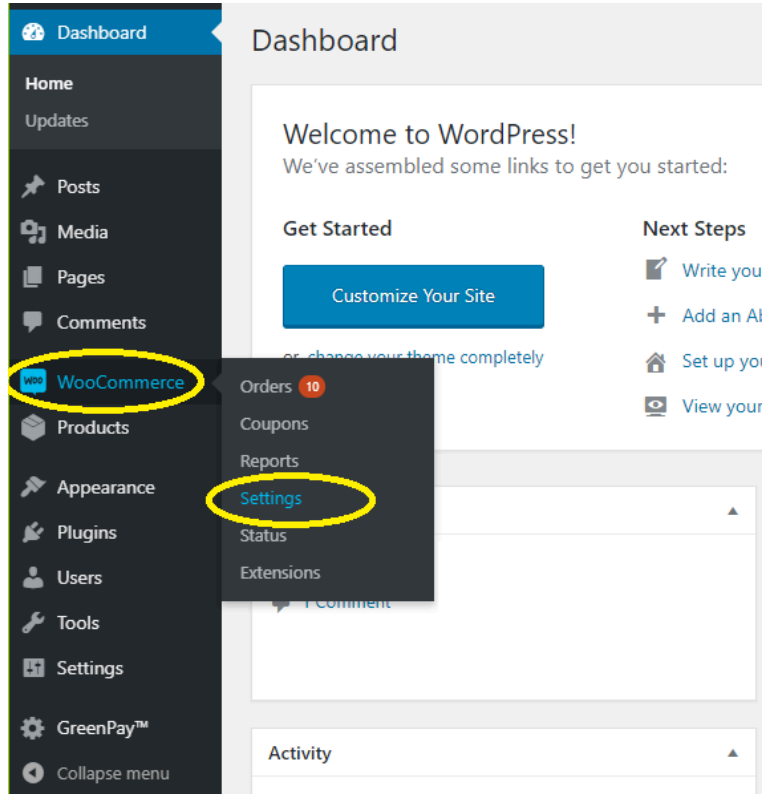 Dashboard
Home
Updates
Posts
Media
Pages
Comments
WOO WooCommerce
Products
Appearance
Plugins
Users
Tools
Settings
GreenPay™
Collapse menu
Dashboard
Welcome to WordPress!
We've assembled some links to get you started:
Get Started
Customize Your Site
or change your theme completely
Next Steps
Write you
Add an Ab
Set up you
View your
Orders 10
Coupons
Reports
Settings
Status
Extensions
1 Comment
Activity